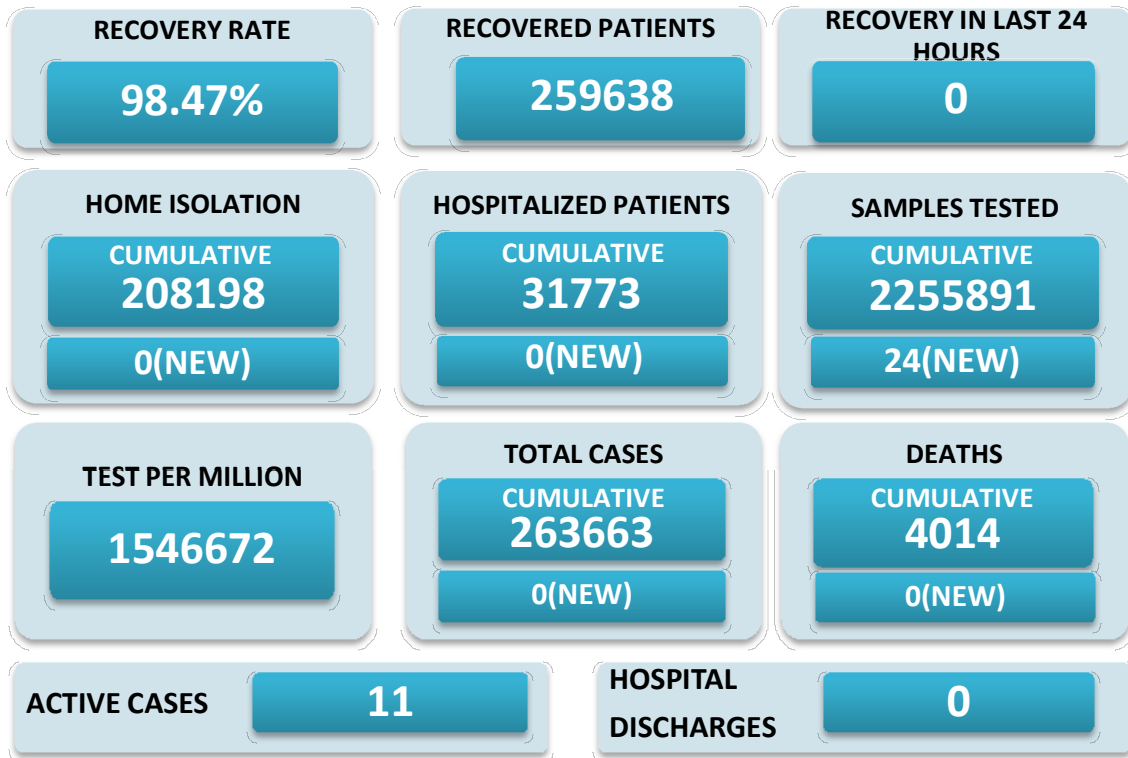 RECOVERY RATE
98.47%
RECOVERED PATIENTS
259638
RECOVERY IN LAST 24
HOURS
0
HOME ISOLATION
CUMULATIVE
208198
0(NEW)
HOSPITALIZED PATIENTS
CUMULATIVE
31773
0(NEW)
SAMPLES TESTED
CUMULATIVE
2255891
24(NEW)
TEST PER MILLION
1546672
TOTAL CASES
CUMULATIVE
263663
0(NEW)
DEATHS
CUMULATIVE
4014
0(NEW)
ACTIVE CASES
11
HOSPITAL
DISCHARGES
0